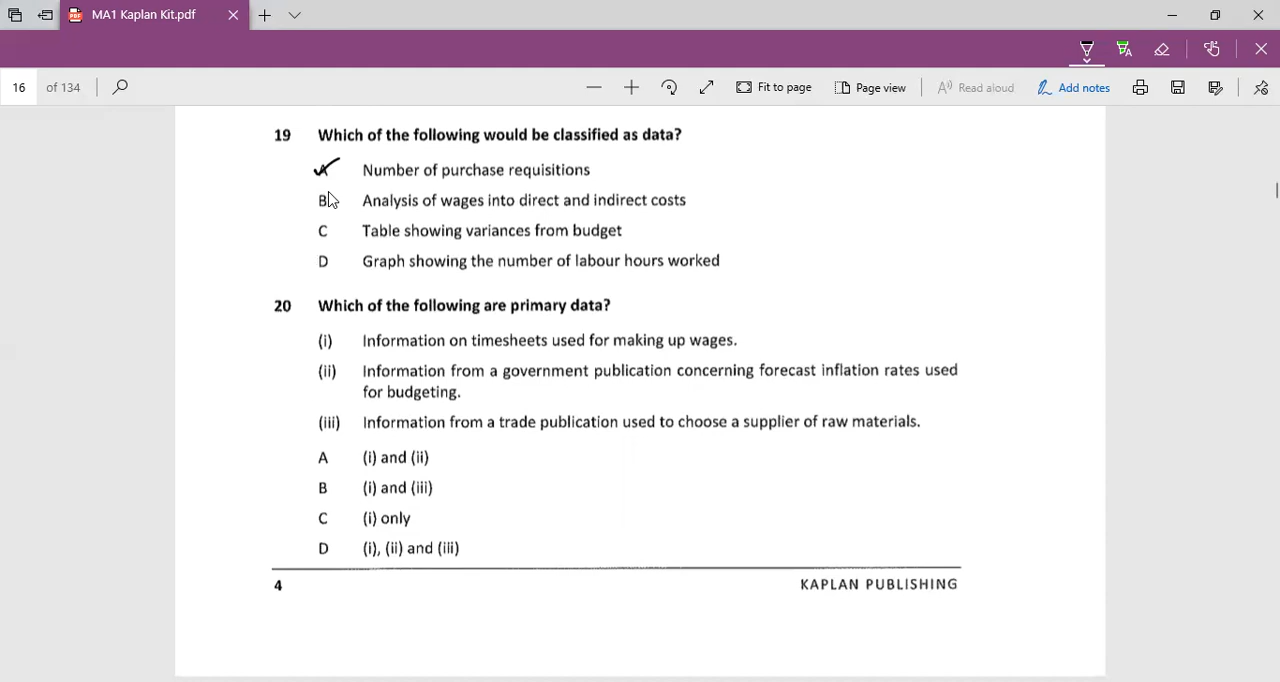 MA1 Kaplan Kit.pdf
16 of 134
Fit to page
Page view
Read aloud
Add notes
19 Which of the following would be classified as data?
A Number of purchase requisitions
B Analysis of wages into direct and indirect costs
C Table showing variances from budget
D Graph showing the number of labour hours worked
20 Which of the following are primary data?
(i) Information on timesheets used for making up wages.
(ii) Information from a government publication concerning forecast inflation rates used
for budgeting.
(iii) Information from a trade publication used to choose a supplier of raw materials.
A (i) and (ii)
B (i) and (iii)
C (i) only
D (i), (ii) and (iii)
4 KAPLAN PUBLISHING